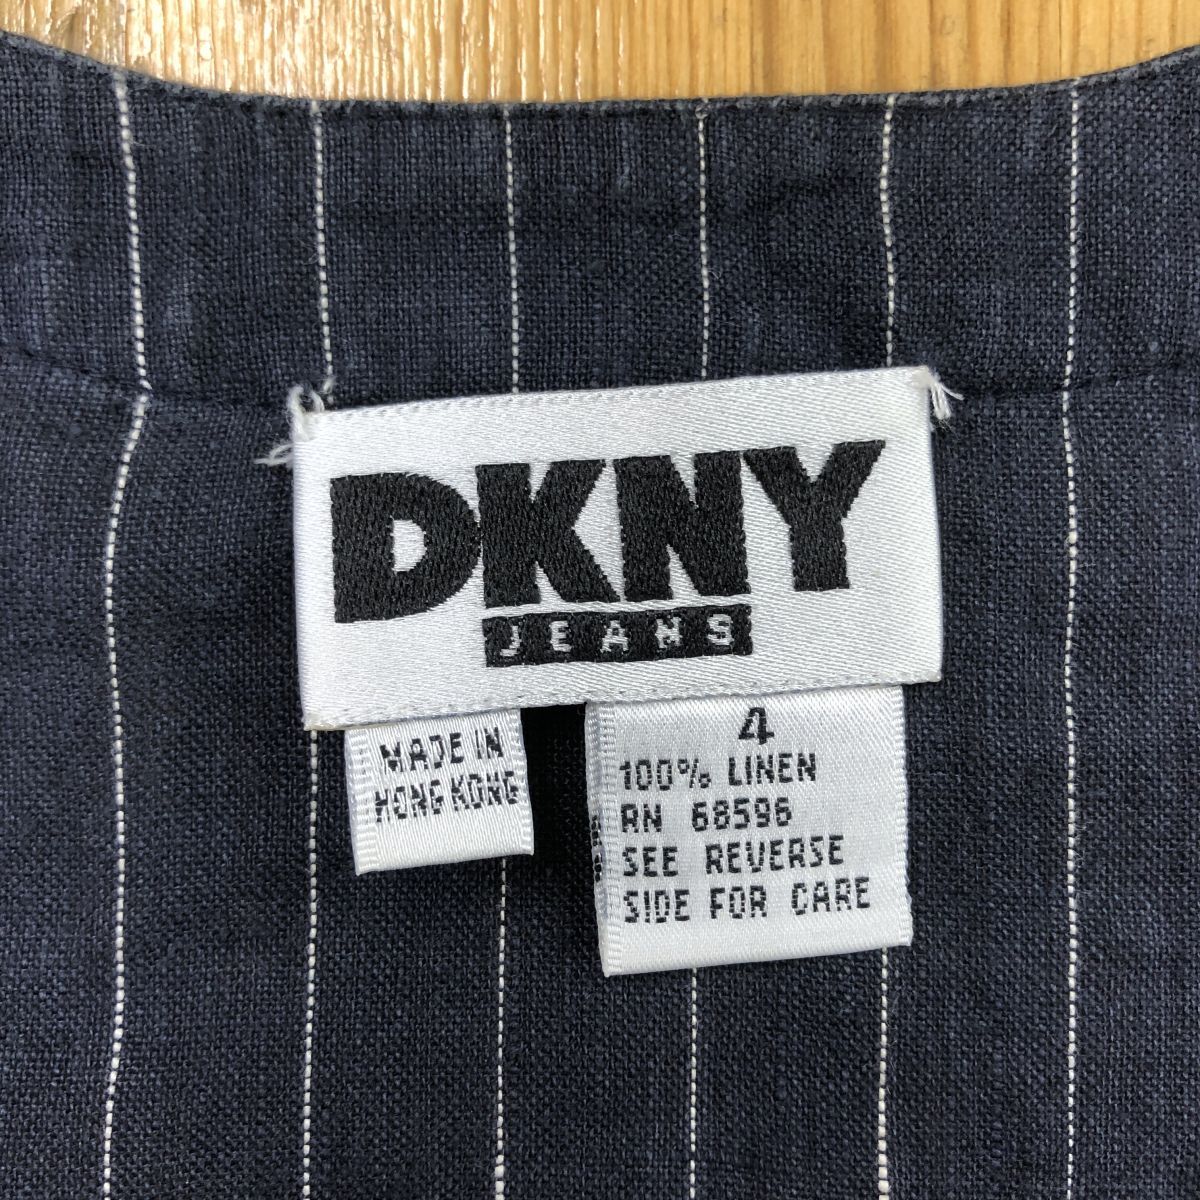 DKNY
JEANS
MADE IN
HONG KONG
4
100% LINEN
RN 68596
SEE REVERSE
SIDE FOR CARE